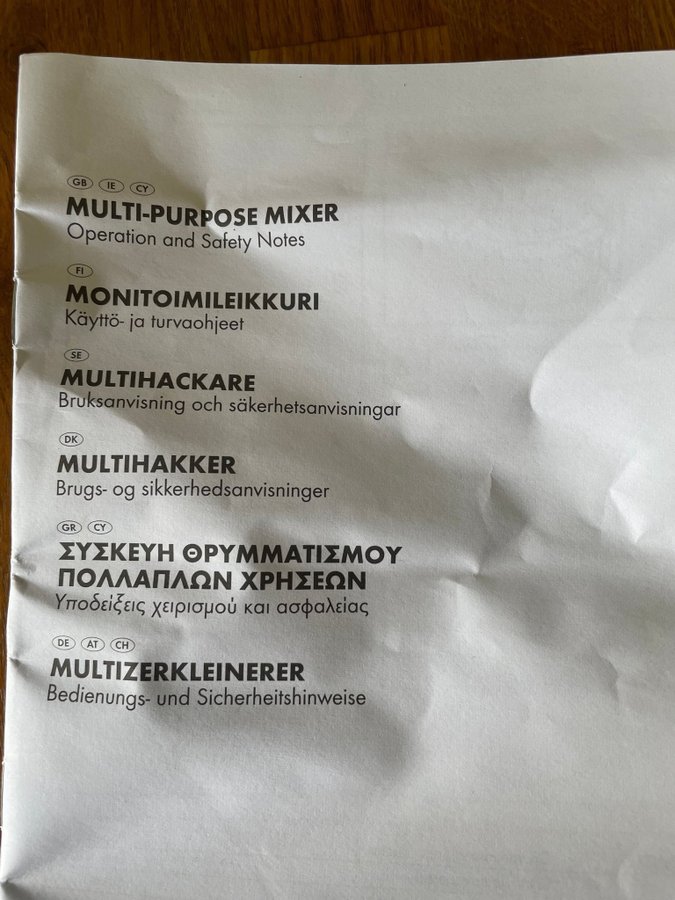 GB IE CY
MULTI-PURPOSE MIXER
Operation and Safety Notes
FI
MONITOIMILEIKKURI
Käyttö- ja turvaohjeet
SE
MULTIHACKARE
Bruksanvisning och säkerhetsanvisningar
DK
MULTIHAKKER
Brugs- og sikkerhedsanvisninger
GR CY
ΣΥΣΚΕΥΗ ΘΡΥΜΜΑΤΙΣΜΟΥ
ΠΟΛΛΑΠΛΩΝ ΧΡΗΣΕΩΝ
Υποδείξεις χειρισμού και ασφαλείας
DE AT CH
MULTIZERKLEINERER
Bedienungs- und Sicherheitshinweise